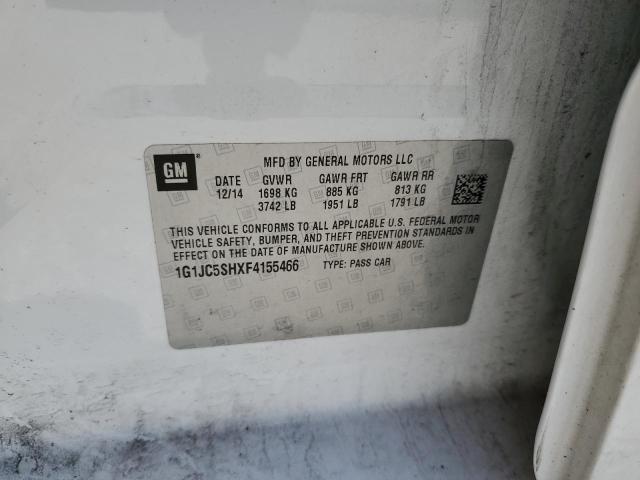 GM
MFD BY GENERAL MOTORS LLC
DATE GVWR GAWR FRT GAWR RR
12/14 1698 KG 885 KG 813 KG
3742 LB 1951 LB 1791 LB
THIS VEHICLE CONFORMS TO ALL APPLICABLE U.S. FEDERAL MOTOR
VEHICLE SAFETY, BUMPER, AND THEFT PREVENTION STANDARDS IN
EFFECT ON THE DATE OF MANUFACTURE SHOWN ABOVE.
1G1JC5SHXF4155466 TYPE: PASS CAR